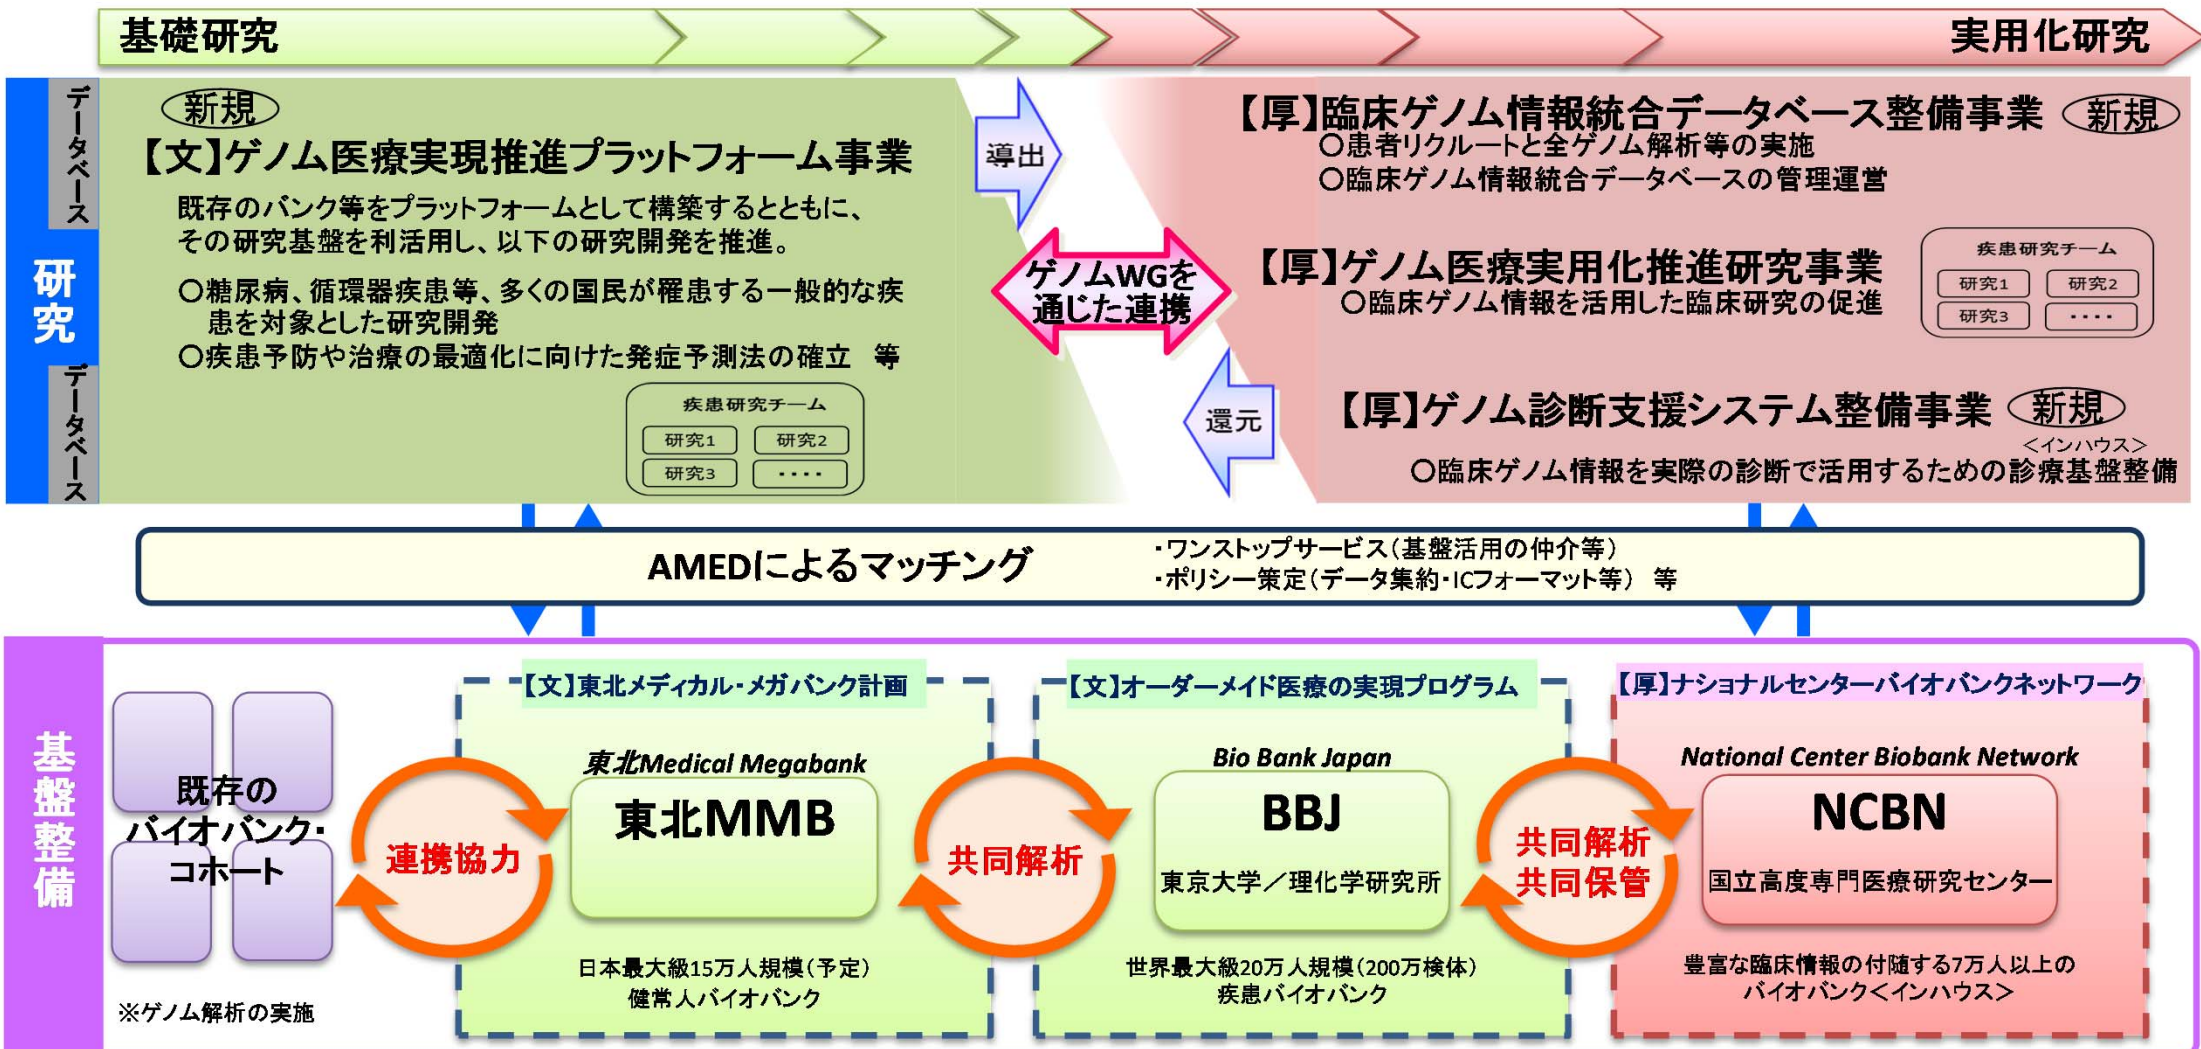 基礎研究
実用化研究
データベース
研究
データベース
新規
【文】ゲノム医療実現推進プラットフォーム事業
既存のバンク等をプラットフォームとして構築するとともに、
その研究基盤を利活用し、以下の研究開発を推進。
○糖尿病、循環器疾患等、多くの国民が罹患する一般的な疾
患を対象とした研究開発
○疾患予防や治療の最適化に向けた発症予測法の確立　等
疾患研究チーム
研究1
研究2
研究3
・・・・
導出
ゲノムWGを
通じた連携
還元
【厚】臨床ゲノム情報統合データベース整備事業
新規
○患者リクルートと全ゲノム解析等の実施
○臨床ゲノム情報統合データベースの管理運営
【厚】ゲノム医療実用化推進研究事業
○臨床ゲノム情報を活用した臨床研究の促進
疾患研究チーム
研究1
研究2
研究3
・・・・
【厚】ゲノム診断支援システム整備事業
新規
＜インハウス＞
○臨床ゲノム情報を実際の診断で活用するための診療基盤整備
AMEDによるマッチング
・ワンストップサービス(基盤活用の仲介等)
・ポリシー策定(データ集約・ICフォーマット等)　等
基盤整備
既存の
バイオバンク・
コホート
※ゲノム解析の実施
連携協力
【文】東北メディカル・メガバンク計画
東北Medical Megabank
東北MMB
日本最大級15万人規模(予定)
健常人バイオバンク
共同解析
【文】オーダーメイド医療の実現プログラム
Bio Bank Japan
BBJ
東京大学／理化学研究所
世界最大級20万人規模(200万検体)
疾患バイオバンク
共同解析
共同保管
【厚】ナショナルセンターバイオバンクネットワーク
National Center Biobank Network
NCBN
国立高度専門医療研究センター
豊富な臨床情報の付随する7万人以上の
バイオバンク＜インハウス＞